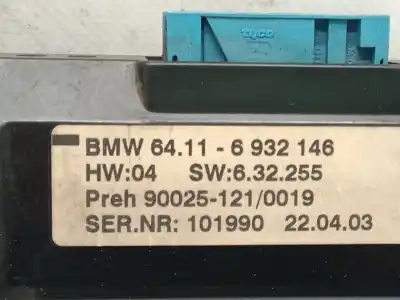 tyco
BMW 64.11 - 6 932 146
HW:04 SW:6.32.255
Preh 90025-121/0019
SER.NR: 101990 22.04.03